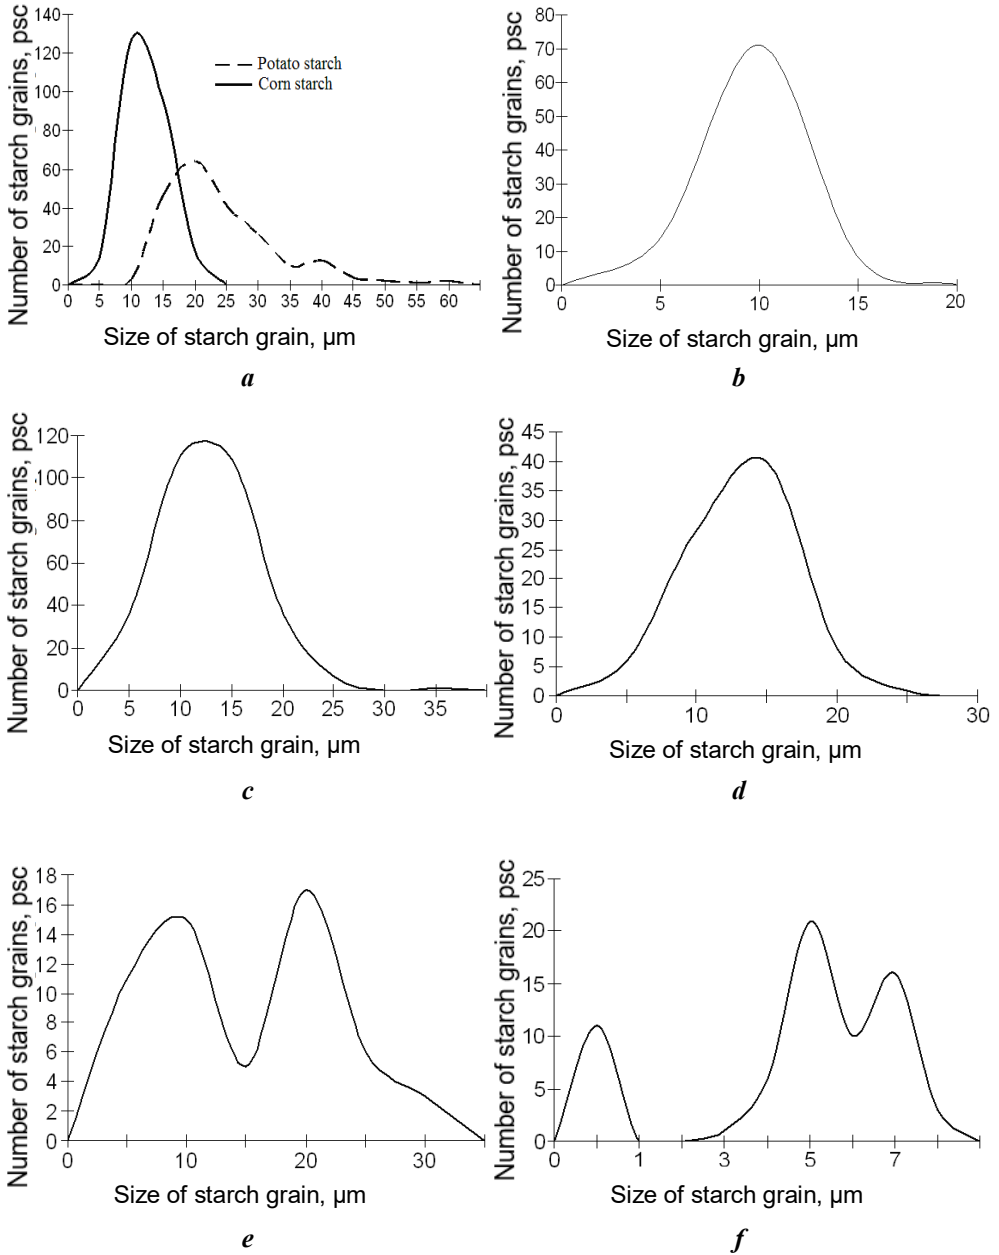 Number of starch grains, psc
140
120
100
80
60
40
20
0
Potato starch
Corn starch
0 5 10 15 20 25 30 35 40 45 50 55 60
Size of starch grain, µm
a
Number of starch grains, psc
80
70
60
50
40
30
20
10
0
0 5 10 15 20
Size of starch grain, µm
b
Number of starch grains, psc
120
100
80
60
40
20
0
0 5 10 15 20 25 30 35
Size of starch grain, µm
c
Number of starch grains, psc
45
40
35
30
25
20
15
10
5
0
0 10 20 30
Size of starch grain, µm
d
Number of starch grains, psc
18
16
14
12
10
8
6
4
2
0
0 10 20 30
Size of starch grain, µm
e
Number of starch grains, psc
25
20
15
10
5
0
0 1 3 5 7
Size of starch grain, µm
f